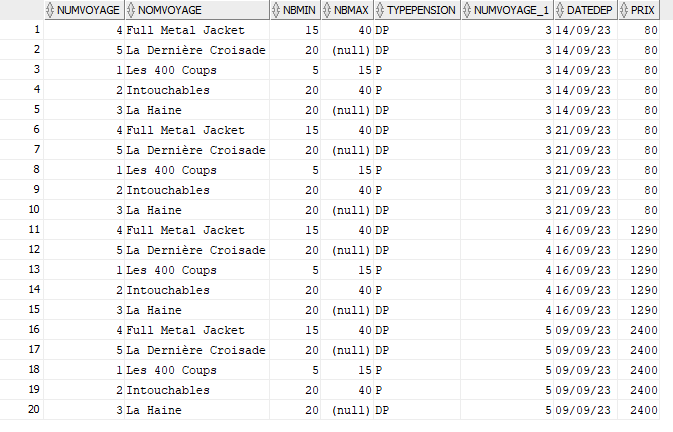 NUMVOYAGE NOMVOYAGE NBMIN NBMAX TYPEPENSION NUMVOYAGE_1 DATEDEP PRIX
1 4 Full Metal Jacket 15 40 DP 3 14/09/23 80
2 5 La Dernière Croisade 20 (null) DP 3 14/09/23 80
3 1 Les 400 Coups 5 15 P 3 14/09/23 80
4 2 Intouchables 20 40 P 3 14/09/23 80
5 3 La Haine 20 (null) DP 3 14/09/23 80
6 4 Full Metal Jacket 15 40 DP 3 21/09/23 80
7 5 La Dernière Croisade 20 (null) DP 3 21/09/23 80
8 1 Les 400 Coups 5 15 P 3 21/09/23 80
9 2 Intouchables 20 40 P 3 21/09/23 80
10 3 La Haine 20 (null) DP 3 21/09/23 80
11 4 Full Metal Jacket 15 40 DP 4 16/09/23 1290
12 5 La Dernière Croisade 20 (null) DP 4 16/09/23 1290
13 1 Les 400 Coups 5 15 P 4 16/09/23 1290
14 2 Intouchables 20 40 P 4 16/09/23 1290
15 3 La Haine 20 (null) DP 4 16/09/23 1290
16 4 Full Metal Jacket 15 40 DP 5 09/09/23 2400
17 5 La Dernière Croisade 20 (null) DP 5 09/09/23 2400
18 1 Les 400 Coups 5 15 P 5 09/09/23 2400
19 2 Intouchables 20 40 P 5 09/09/23 2400
20 3 La Haine 20 (null) DP 5 09/09/23 2400